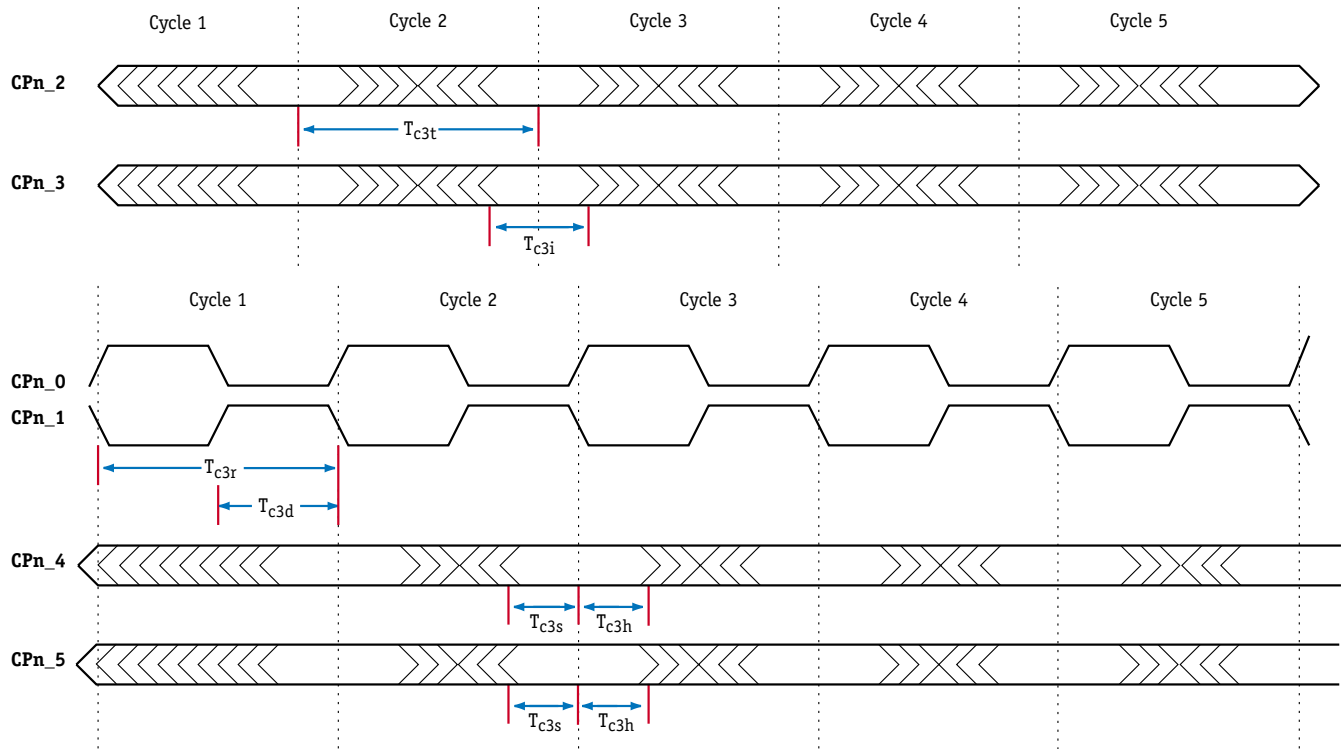 Cycle 1 Cycle 2 Cycle 3 Cycle 4 Cycle 5
CPn_2
Tc3t
CPn_3
Tc3i
Cycle 1 Cycle 2 Cycle 3 Cycle 4 Cycle 5
CPn_0
CPn_1
Tc3r
Tc3d
CPn_4
Tc3s Tc3h
CPn_5
Tc3s Tc3h